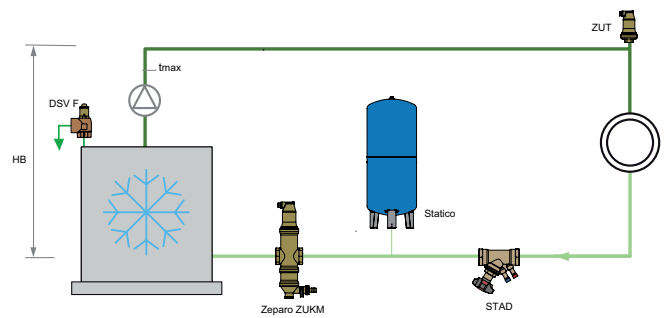 ZUT
tmax
DSV F
HB
Statico
Zeparo ZUKM
STAD